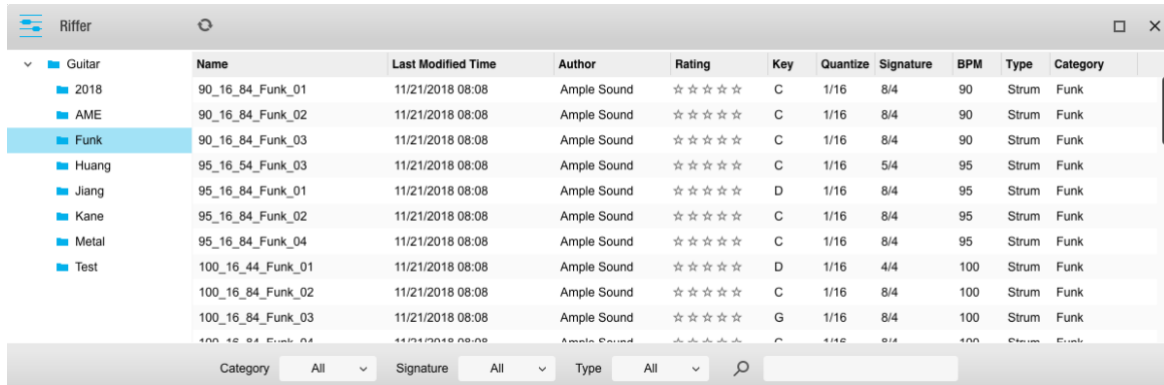 Riffer
Guitar Name Last Modified Time Author Rating Key Quantize Signature BPM Type Category
2018 90_16_84_Funk_01 11/21/2018 08:08 Ample Sound ☆☆☆☆☆ C 1/16 8/4 90 Strum Funk
AME 90_16_84_Funk_02 11/21/2018 08:08 Ample Sound ☆☆☆☆☆ C 1/16 8/4 90 Strum Funk
Funk 90_16_84_Funk_03 11/21/2018 08:08 Ample Sound ☆☆☆☆☆ C 1/16 8/4 90 Strum Funk
Huang 95_16_54_Funk_03 11/21/2018 08:08 Ample Sound ☆☆☆☆☆ C 1/16 5/4 95 Strum Funk
Jiang 95_16_84_Funk_01 11/21/2018 08:08 Ample Sound ☆☆☆☆☆ D 1/16 8/4 95 Strum Funk
Kane 95_16_84_Funk_02 11/21/2018 08:08 Ample Sound ☆☆☆☆☆ C 1/16 8/4 95 Strum Funk
Metal 95_16_84_Funk_04 11/21/2018 08:08 Ample Sound ☆☆☆☆☆ C 1/16 8/4 95 Strum Funk
Test 100_16_44_Funk_01 11/21/2018 08:08 Ample Sound ☆☆☆☆☆ D 1/16 4/4 100 Strum Funk
100_16_84_Funk_02 11/21/2018 08:08 Ample Sound ☆☆☆☆☆ C 1/16 8/4 100 Strum Funk
100_16_84_Funk_03 11/21/2018 08:08 Ample Sound ☆☆☆☆☆ G 1/16 8/4 100 Strum Funk
Category All Signature All Type All